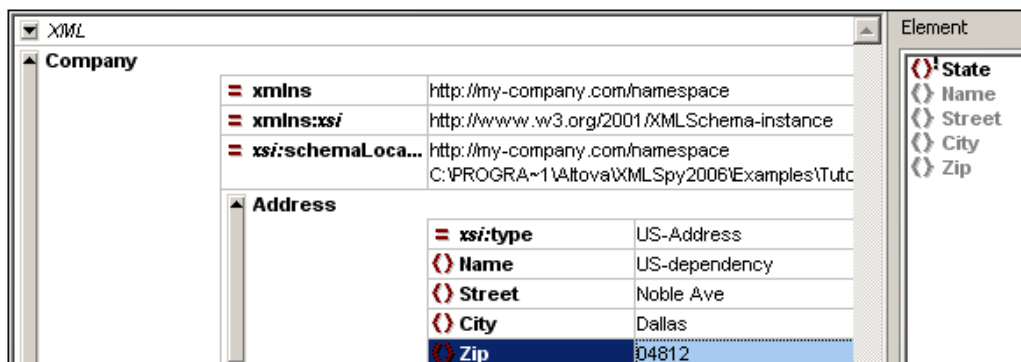 XML
Element
Company
xmlns http://my-company.com/namespace
xmlns:xsi http://www.w3.org/2001/XMLSchema-instance
xsi:schemaLoca... http://my-company.com/namespace
C:\PROGRA~1\Altova\XMLSpy2006\Examples\Tuto
Address
xsi:type US-Address
Name US-dependency
Street Noble Ave
City Dallas
Zip 04812
State
Name
Street
City
Zip